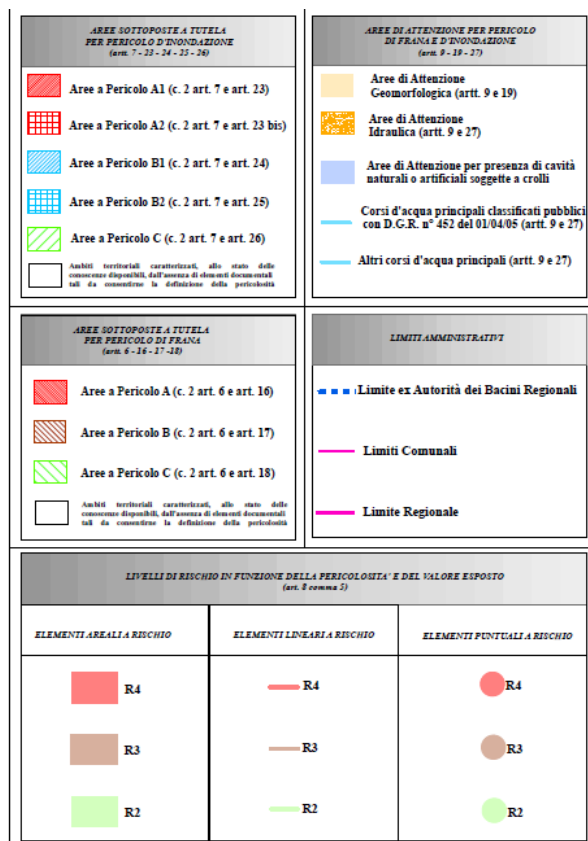 AREE SOTTOPOSTE A TUTELA
PER PERICOLO D'INONDAZIONE
(artt. 7 - 23 - 24 - 25 - 26)
Aree a Pericolo A1 (c. 2 art. 7 e art. 23)
Aree a Pericolo A2 (c. 2 art. 7 e art. 23 bis)
Aree a Pericolo B1 (c. 2 art. 7 e art. 24)
Aree a Pericolo B2 (c. 2 art. 7 e art. 25)
Aree a Pericolo C (c. 2 art. 7 e art. 26)
Ambiti territoriali caratterizzati, allo stato delle
conoscenze disponibili, dall'assenza di elementi documentali
tali da consentirne la definizione della pericolosità
AREE DI ATTENZIONE PER PERICOLO
DI FRANA E D'INONDAZIONE
(artt. 9 - 19 - 27)
Aree di Attenzione
Geomorfologica (artt. 9 e 19)
Aree di Attenzione
Idraulica (artt. 9 e 27)
Aree di Attenzione per presenza di cavità
naturali o artificiali soggette a crolli
Corsi d'acqua principali classificati pubblici
con D.G.R. n° 452 del 01/04/05 (artt. 9 e 27)
Altri corsi d'acqua principali (artt. 9 e 27)
AREE SOTTOPOSTE A TUTELA
PER PERICOLO DI FRANA
(artt. 6 - 16 - 17 -18)
Aree a Pericolo A (c. 2 art. 6 e art. 16)
Aree a Pericolo B (c. 2 art. 6 e art. 17)
Aree a Pericolo C (c. 2 art. 6 e art. 18)
Ambiti territoriali caratterizzati, allo stato delle
conoscenze disponibili, dall'assenza di elementi documentali
tali da consentirne la definizione della pericolosità
LIMITI AMMINISTRATIVI
Limite ex Autorità dei Bacini Regionali
Limiti Comunali
Limite Regionale
LIVELLI DI RISCHIO IN FUNZIONE DELLA PERICOLOSITA' E DEL VALORE ESPOSTO
(art. 8 comma 5)
ELEMENTI AREALI A RISCHIO
R4
R3
R2
ELEMENTI LINEARI A RISCHIO
R4
R3
R2
ELEMENTI PUNTUALI A RISCHIO
R4
R3
R2